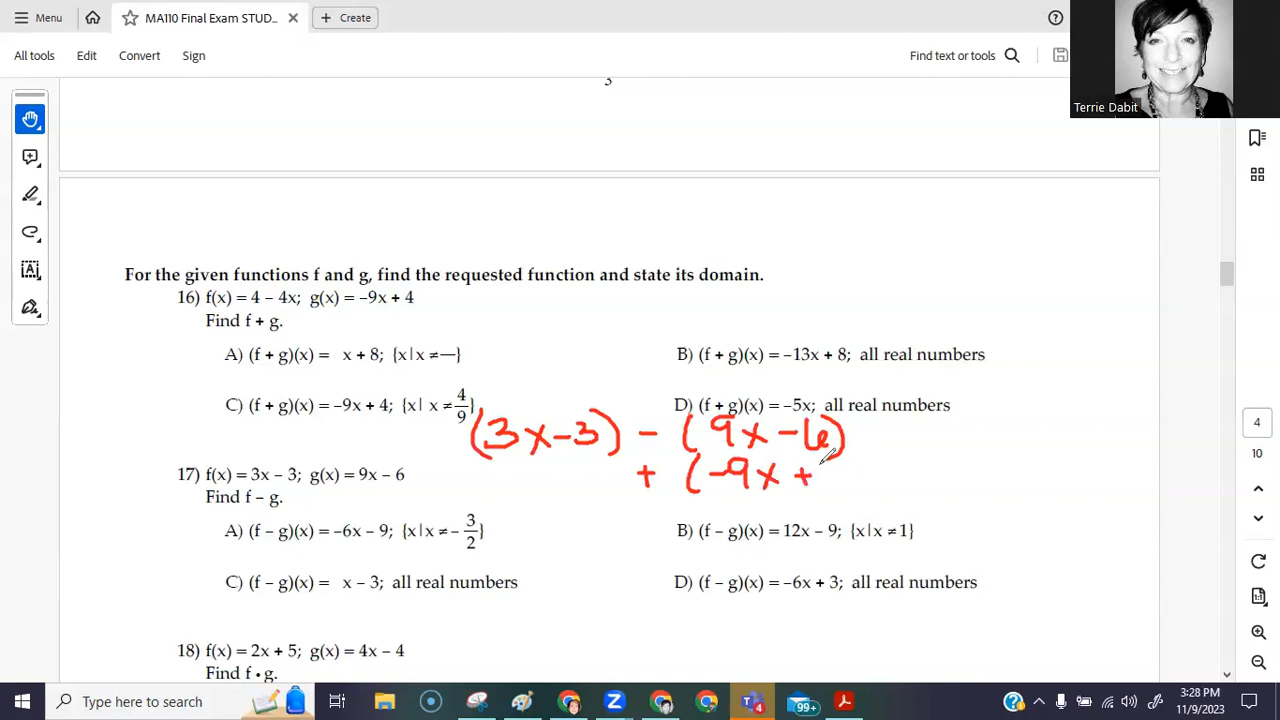 Menu
MA110 Final Exam STUD...
Create
All tools
Edit
Convert
Sign
Find text or tools
Terrie Dabit
3
For the given functions f and g, find the requested function and state its domain.
16) f(x) = 4 – 4x; g(x) = –9x + 4
Find f + g.
A) (f + g)(x) = x + 8; {x|x ≠ —}
B) (f + g)(x) = –13x + 8; all real numbers
C) (f + g)(x) = –9x + 4; {x| x ≠ 4/9}
D) (f + g)(x) = –5x; all real numbers
(3x – 3) – (9x – 6)
+ (–9x +
17) f(x) = 3x – 3; g(x) = 9x – 6
Find f – g.
A) (f – g)(x) = –6x – 9; {x|x ≠ – 3/2}
B) (f – g)(x) = 12x – 9; {x|x ≠ 1}
C) (f – g)(x) = x – 3; all real numbers
D) (f – g)(x) = –6x + 3; all real numbers
18) f(x) = 2x + 5; g(x) = 4x – 4
Find f • g.
4
10
1:1
Type here to search
4
99+
3:28 PM
11/9/2023